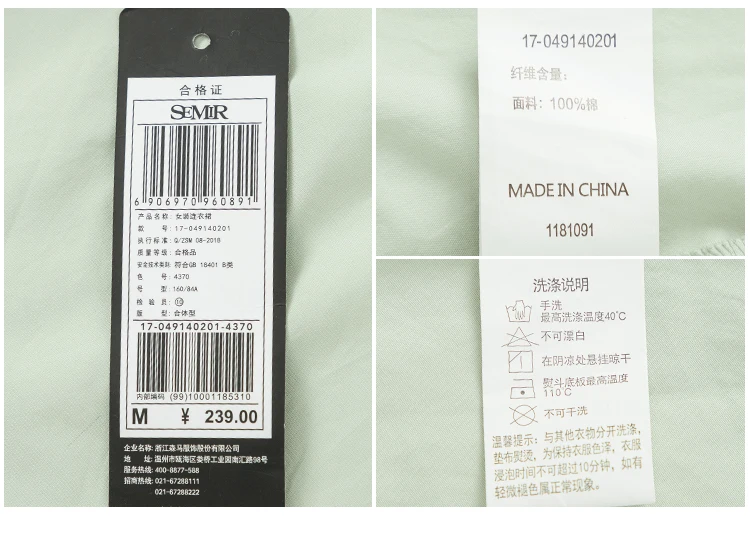 合格证
SEMIR
6 906970 960891
产品名称: 女装连衣裙
款 号: 17-049140201
执行标准: Q/ZSM 08-2018
质量等级: 合格品
安全技术类别: 符合GB 18401 B类
色 号: 4370
号 型: 160/84A
检 验 员: 10
版 型: 合体型
17-049140201-4370
内部编码 (99)10001185310
M ¥ 239.00
企业名称: 浙江森马服饰股份有限公司
地 址: 温州市瓯海区娄桥工业园南汇路98号
服务热线: 400-8877-588
招商热线: 021-67288111
021-67288222
17-049140201
纤维含量:
面料: 100%棉
MADE IN CHINA
1181091
洗涤说明
手洗
最高洗涤温度40℃
不可漂白
在阴凉处悬挂晾干
熨斗底板最高温度
110℃
不可干洗
温馨提示: 与其他衣物分开洗涤,
垫布熨烫, 为保持衣服色泽, 衣服
浸泡时间不可超过10分钟, 如有
轻微褪色属正常现象。